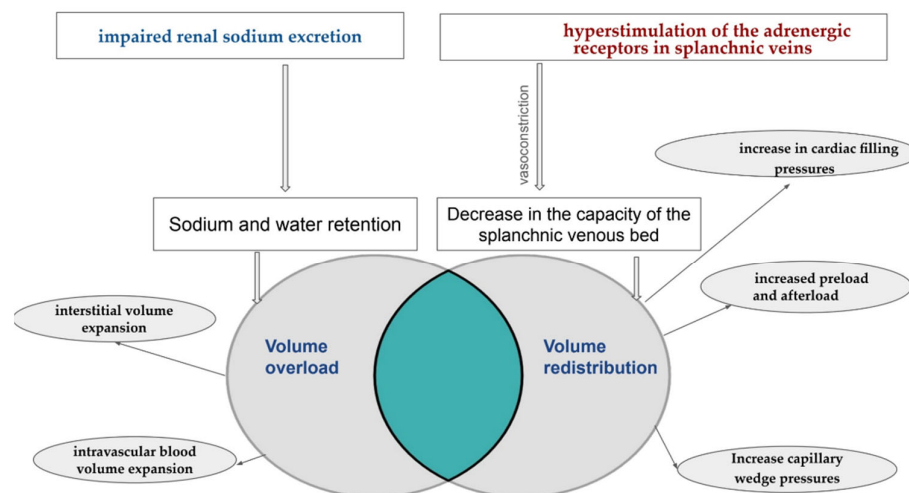 impaired renal sodium excretion
hyperstimulation of the adrenergic
receptors in splanchnic veins
vasoconstriction
increase in cardiac filling
pressures
Sodium and water retention
Decrease in the capacity of the
splanchnic venous bed
interstitial volume
expansion
increased preload
and afterload
Volume
overload
Volume
redistribution
intravascular blood
volume expansion
Increase capillary
wedge pressures